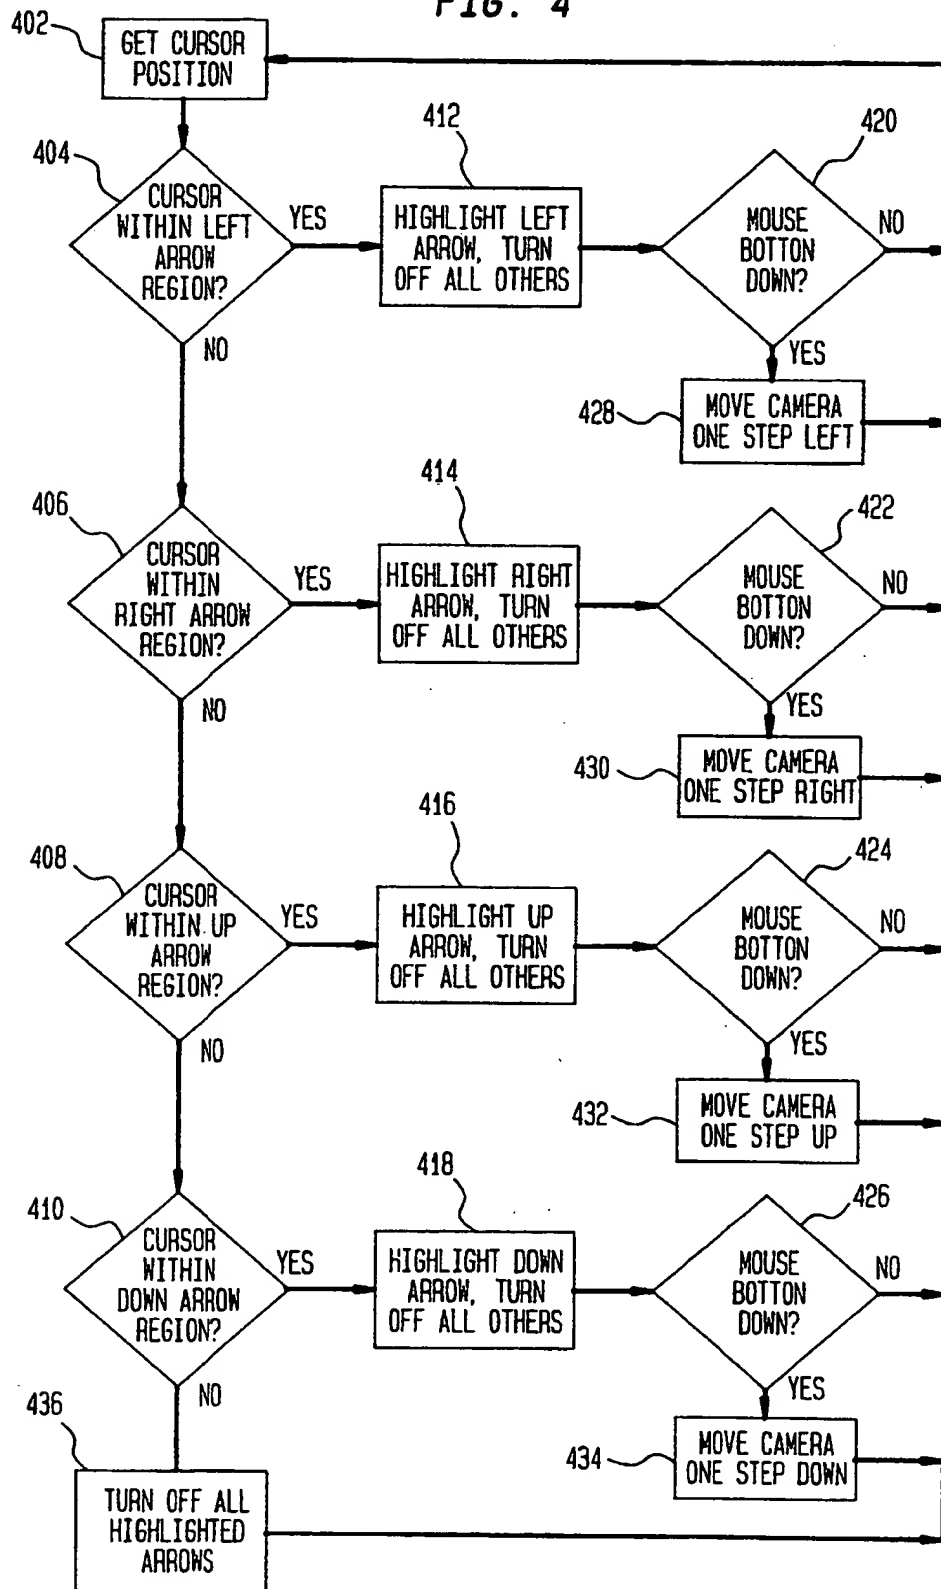 FIG. 4
402
GET CURSOR
POSITION
404
CURSOR
WITHIN LEFT
ARROW
REGION?
YES
NO
412
HIGHLIGHT LEFT
ARROW, TURN
OFF ALL OTHERS
420
MOUSE
BOTTON
DOWN?
NO
YES
428
MOVE CAMERA
ONE STEP LEFT
406
CURSOR
WITHIN
RIGHT ARROW
REGION?
YES
NO
414
HIGHLIGHT RIGHT
ARROW, TURN
OFF ALL OTHERS
422
MOUSE
BOTTON
DOWN?
NO
YES
430
MOVE CAMERA
ONE STEP RIGHT
408
CURSOR
WITHIN UP
ARROW
REGION?
YES
NO
416
HIGHLIGHT UP
ARROW, TURN
OFF ALL OTHERS
424
MOUSE
BOTTON
DOWN?
NO
YES
432
MOVE CAMERA
ONE STEP UP
410
CURSOR
WITHIN
DOWN ARROW
REGION?
YES
NO
418
HIGHLIGHT DOWN
ARROW, TURN
OFF ALL OTHERS
426
MOUSE
BOTTON
DOWN?
NO
YES
434
MOVE CAMERA
ONE STEP DOWN
436
TURN OFF ALL
HIGHLIGHTED
ARROWS